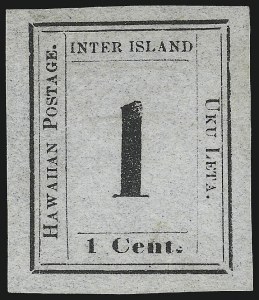 INTER ISLAND
HAWAIIAN POSTAGE.
1
UKU LETA.
1 Cent.